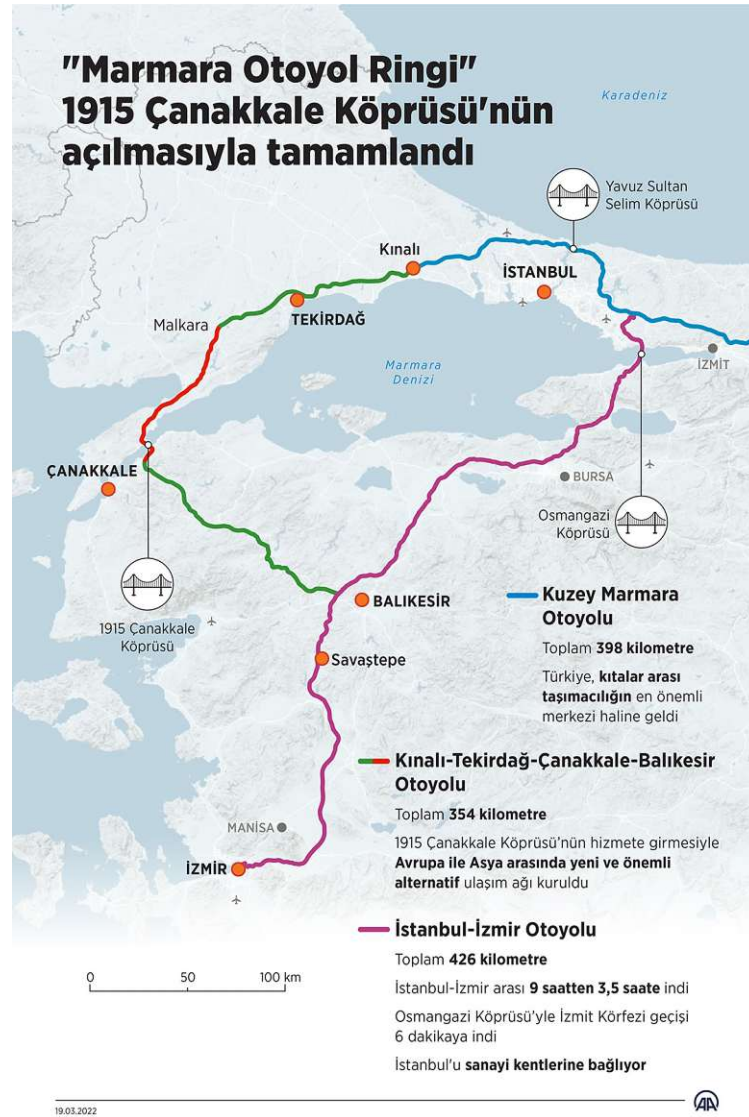 "Marmara Otoyol Ringi"
1915 Çanakkale Köprüsü'nün
açılmasıyla tamamlandı
Karadeniz
Yavuz Sultan
Selim Köprüsü
Kınalı
İSTANBUL
TEKİRDAĞ
Malkara
Marmara
Denizi
İZMİT
ÇANAKKALE
BURSA
Osmangazi
Köprüsü
1915 Çanakkale
Köprüsü
BALIKESİR
Savaştepe
MANİSA
İZMİR
Kuzey Marmara
Otoyolu
Toplam 398 kilometre
Türkiye, kıtalar arası
taşımacılığın en önemli
merkezi haline geldi
Kınalı-Tekirdağ-Çanakkale-Balıkesir
Otoyolu
Toplam 354 kilometre
1915 Çanakkale Köprüsü'nün hizmete girmesiyle
Avrupa ile Asya arasında yeni ve önemli
alternatif ulaşım ağı kuruldu
İstanbul-İzmir Otoyolu
Toplam 426 kilometre
İstanbul-İzmir arası 9 saatten 3,5 saate indi
Osmangazi Köprüsü'yle İzmit Körfezi geçişi
6 dakikaya indi
İstanbul'u sanayi kentlerine bağlıyor
0 50 100 km
19.03.2022
AA